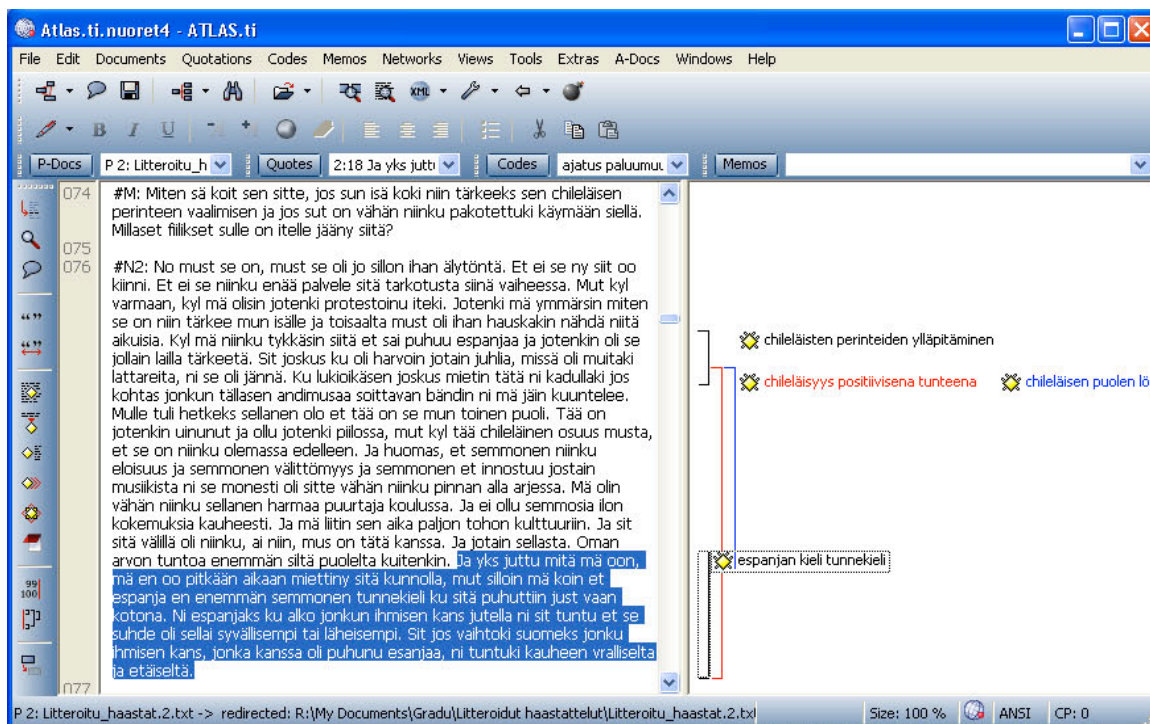 Atlas.ti.nuoret4 - ATLAS.ti
File Edit Documents Quotations Codes Memos Networks Views Tools Extras A-Docs Windows Help
XML
B I U
P-Docs P 2: Litteroitu_h Quotes 2:18 Ja yks juttu Codes ajatus paluumuu Memos
074 #M: Miten sä koit sen sitte, jos sun isä koki niin tärkeeks sen chileläisen
perinteen vaalimisen ja jos sut on vähän niinku pakotettuki käymään siellä.
Millaset fiilikset sulle on itelle jääny siitä?
075
076 #N2: No must se on, must se oli jo sillon ihan älytöntä. Et ei se ny siit oo
kiinni. Et ei se niinku enää palvele sitä tarkotusta siinä vaiheessa. Mut kyl
varmaan, kyl mä olisin jotenki protestoinu iteki. Jotenki mä ymmärsin miten
se on niin tärkee mun isälle ja toisaalta must oli ihan hauskakin nähdä niitä
aikuisia. Kyl mä niinku tykkäsin siitä et sai puhuu espanjaa ja jotenkin oli se
jollain lailla tärkeetä. Sit joskus ku oli harvoin jotain juhlia, missä oli muitaki
lattareita, ni se oli jännä. Ku lukioikäsen joskus mietin tätä ni kadullaki jos
kohtas jonkun tällasen andimusaa soittavan bändin ni mä jäin kuuntelee.
Mulle tuli hetkeks sellanen olo et tää on se mun toinen puoli. Tää on
jotenkin uinunut ja ollu jotenki piilossa, mut kyl tää chileläinen osuus musta,
et se on niinku olemassa edelleen. Ja huomas, et semmonen niinku
eloisuus ja semmonen välittömyys ja semmonen et innostuu jostain
musiikista ni se monesti oli sitte vähän niinku pinnan alla arjessa. Mä olin
vähän niinku sellanen harmaa puurtaja koulussa. Ja ei ollu semmosia ilon
kokemuksia kauheesti. Ja mä liitin sen aika paljon tohon kulttuuriin. Ja sit
sitä välillä oli niinku, ai niin, mus on tätä kanssa. Ja jotain sellasta. Oman
arvon tuntoa enemmän siltä puolelta kuitenkin. Ja yks juttu mitä mä oon,
mä en oo pitkään aikaan miettiny sitä kunnolla, mut silloin mä koin et
espanja en enemmän semmonen tunnekieli ku sitä puhuttiin just vaan
kotona. Ni espanjaks ku alko jonkun ihmisen kans jutella ni sit tuntu et se
suhde oli sellai syvällisempi tai läheisempi. Sit jos vaihtoki suomeks jonku
ihmisen kans, jonka kanssa oli puhunu esanjaa, ni tuntuki kauheen vralliselta
ja etäiseltä.
077
chileläisten perinteiden ylläpitäminen
chileläisyys positiivisena tunteena chileläisen puolen lö
espanjan kieli tunnekieli
P 2: Litteroitu_haastat.2.txt -> redirected: R:\My Documents\Gradu\Litteroidut haastattelut\Litteroitu_haastat.2.txt Size: 100 % ANSI CP: 0